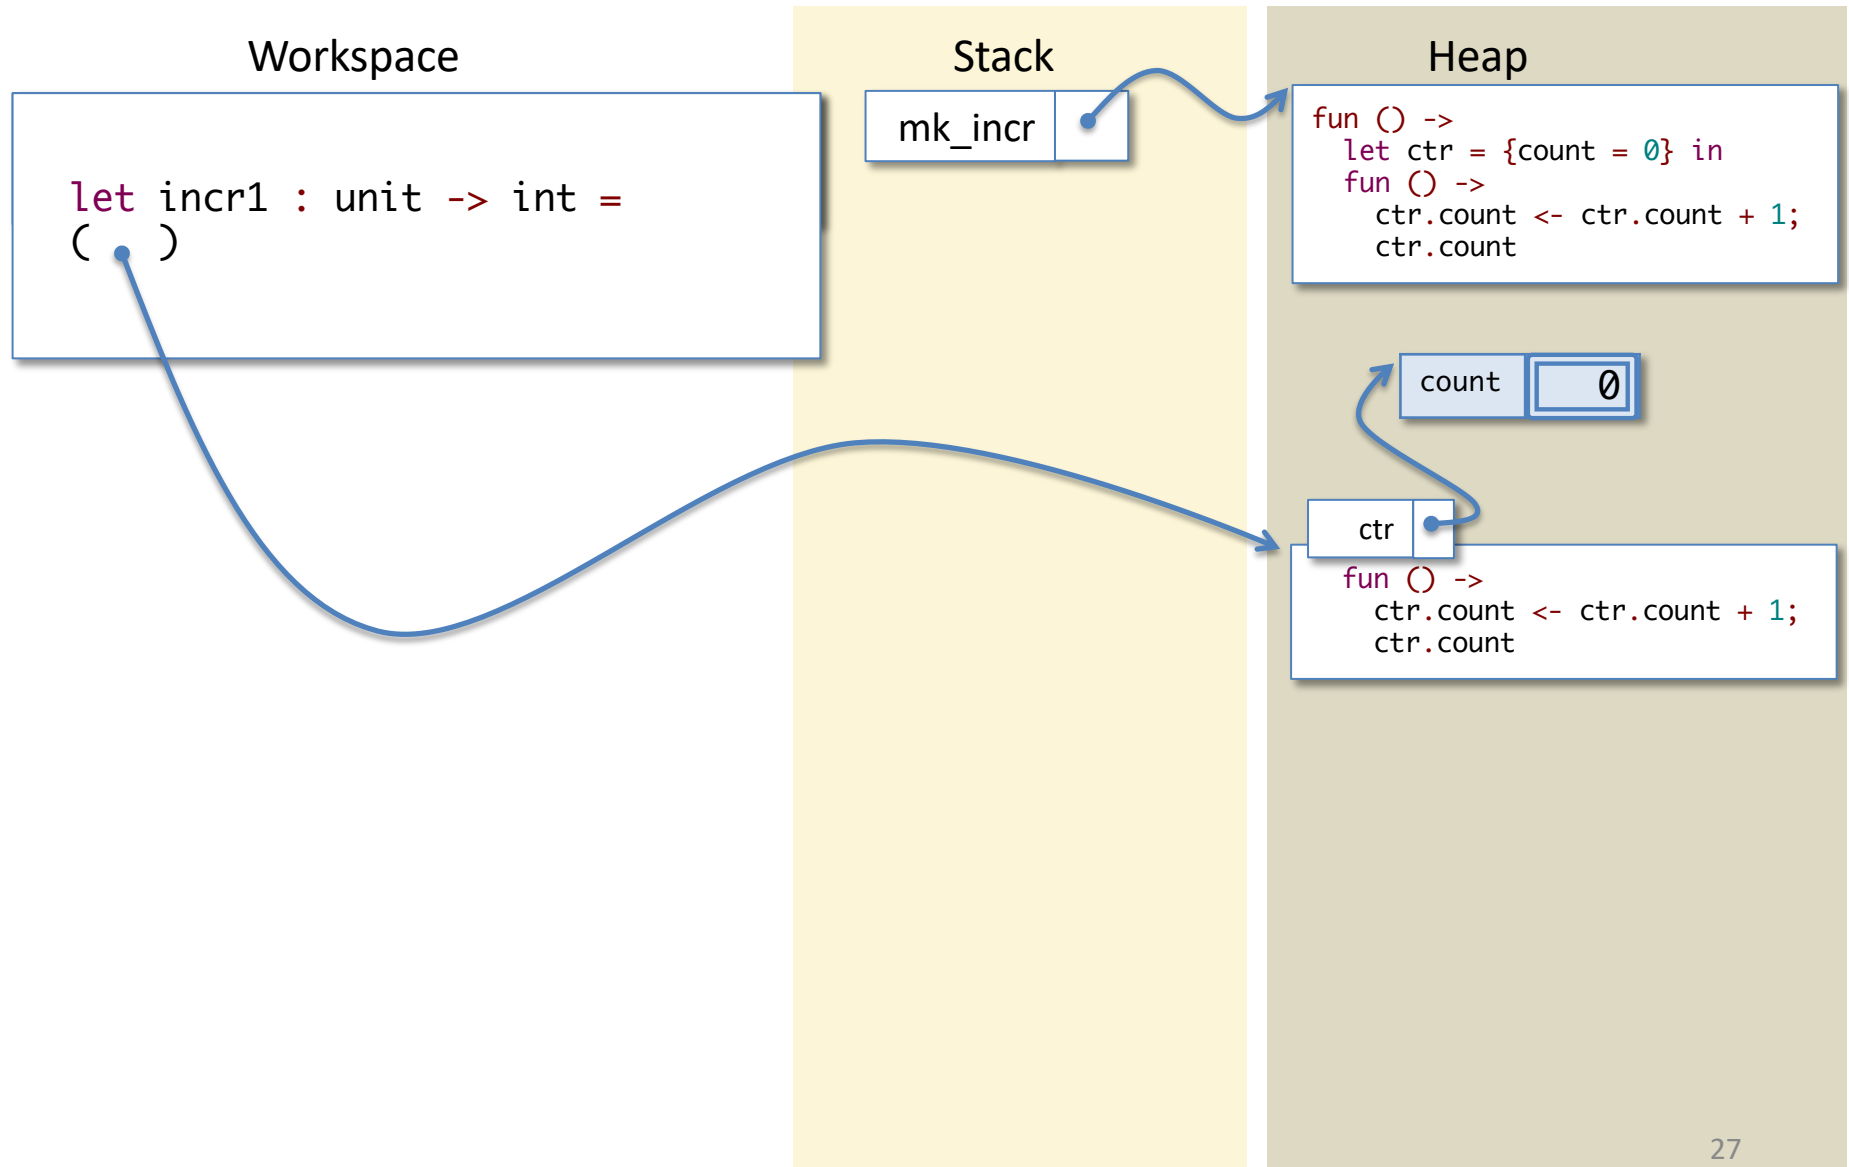 Workspace
let incr1 : unit -> int =
( )
Stack
mk_incr
Heap
fun () ->
let ctr = {count = 0} in
fun () ->
ctr.count <- ctr.count + 1;
ctr.count
count 0
ctr
fun () ->
ctr.count <- ctr.count + 1;
ctr.count
27